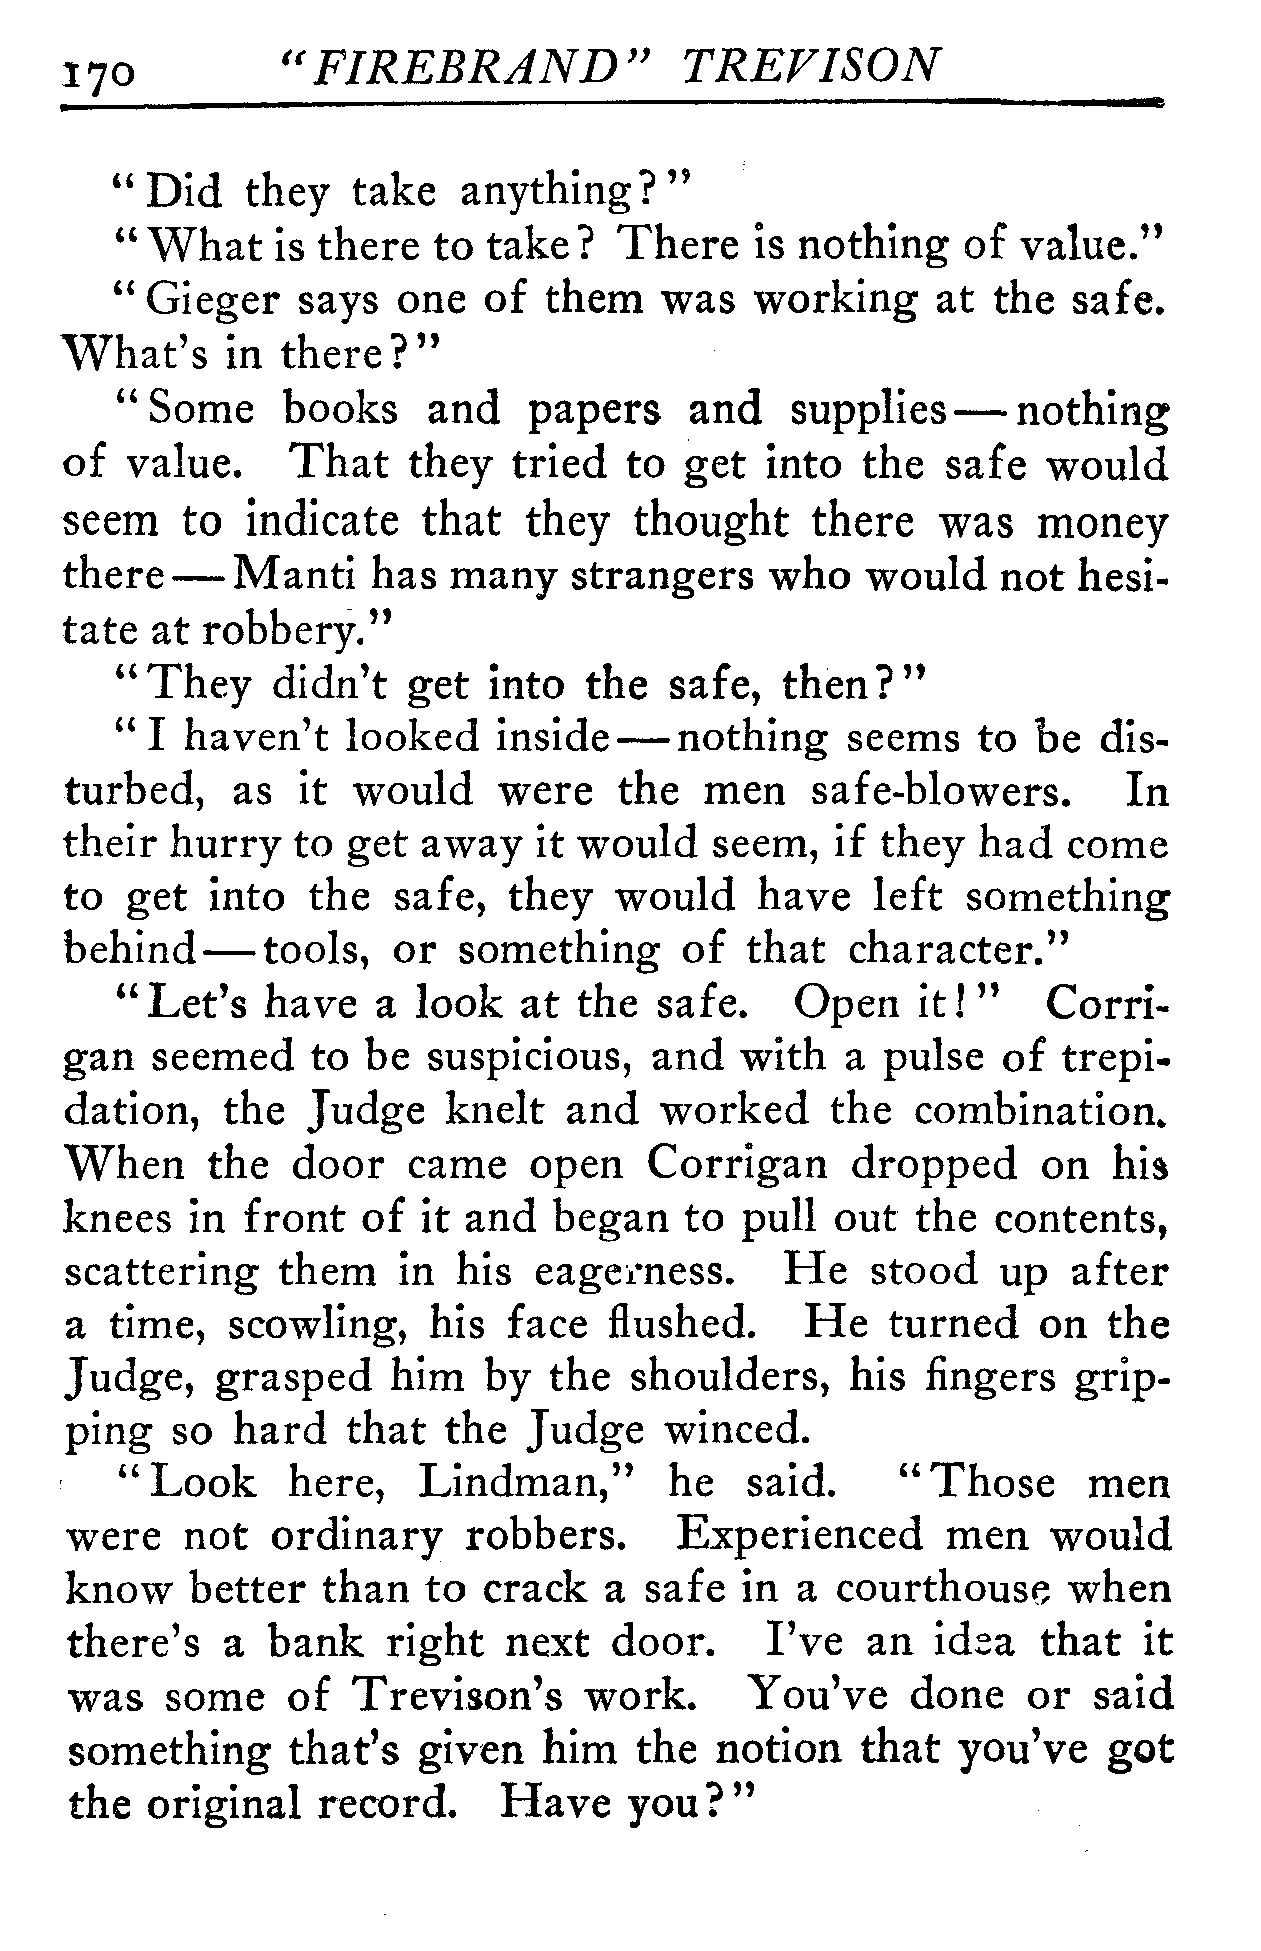 170 "FIREBRAND" TREVISON
"Did they take anything?"
"What is there to take? There is nothing of value."
"Gieger says one of them was working at the safe.
What's in there?"
"Some books and papers and supplies—nothing
of value. That they tried to get into the safe would
seem to indicate that they thought there was money
there—Manti has many strangers who would not hesi-
tate at robbery."
"They didn't get into the safe, then?"
"I haven't looked inside—nothing seems to be dis-
turbed, as it would were the men safe-blowers. In
their hurry to get away it would seem, if they had come
to get into the safe, they would have left something
behind—tools, or something of that character."
"Let's have a look at the safe. Open it!" Corri-
gan seemed to be suspicious, and with a pulse of trepi-
dation, the Judge knelt and worked the combination.
When the door came open Corrigan dropped on his
knees in front of it and began to pull out the contents,
scattering them in his eagerness. He stood up after
a time, scowling, his face flushed. He turned on the
Judge, grasped him by the shoulders, his fingers grip-
ping so hard that the Judge winced.
"Look here, Lindman," he said. "Those men
were not ordinary robbers. Experienced men would
know better than to crack a safe in a courthouse when
there's a bank right next door. I've an idea that it
was some of Trevison's work. You've done or said
something that's given him the notion that you've got
the original record. Have you?"